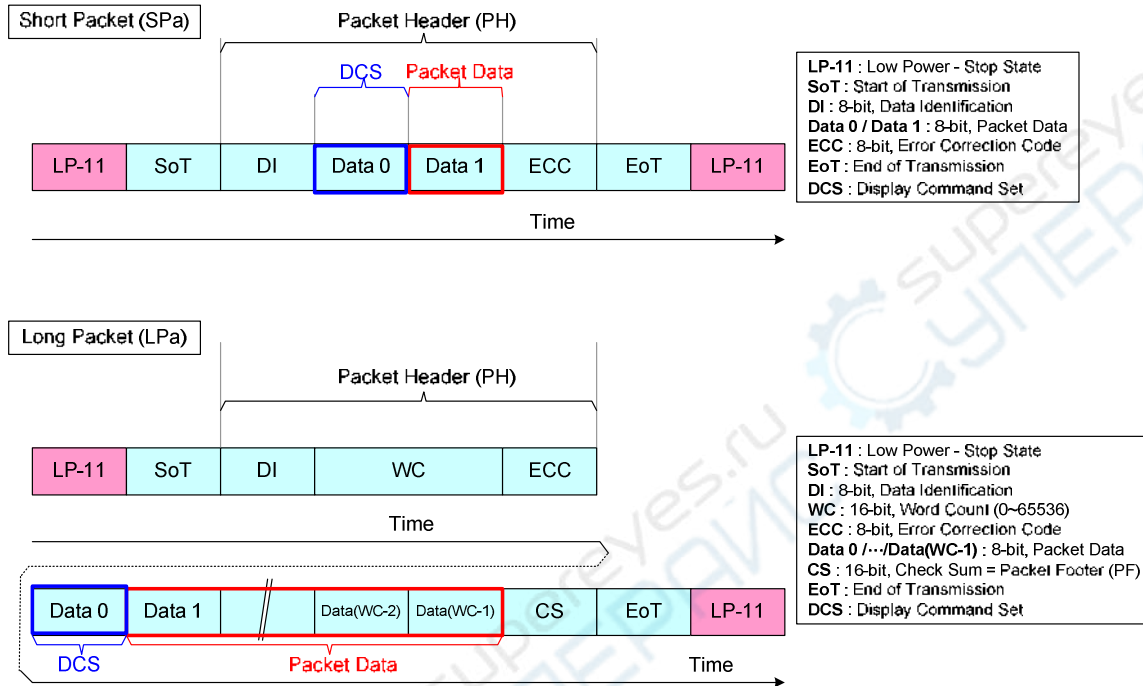 Short Packet (SPa)
Packet Header (PH)
DCS
Packet Data
LP-11
SoT
DI
Data 0
Data 1
ECC
EoT
LP-11
Time
LP-11 : Low Power - Stop State
SoT : Start of Transmission
DI : 8-bit, Data Identification
Data 0 / Data 1 : 8-bit, Packet Data
ECC : 8-bit, Error Correction Code
EoT : End of Transmission
DCS : Display Command Set
Long Packet (LPa)
Packet Header (PH)
LP-11
SoT
DI
WC
ECC
Time
Data 0
Data 1
Data(WC-2)
Data(WC-1)
CS
EoT
LP-11
DCS
Packet Data
Time
LP-11 : Low Power - Stop State
SoT : Start of Transmission
DI : 8-bit, Data Identification
WC : 16-bit, Word Count (0~65536)
ECC : 8-bit, Error Correction Code
Data 0 /···/Data(WC-1) : 8-bit, Packet Data
CS : 16-bit, Check Sum = Packet Footer (PF)
EoT : End of Transmission
DCS : Display Command Set
supereyes.ru